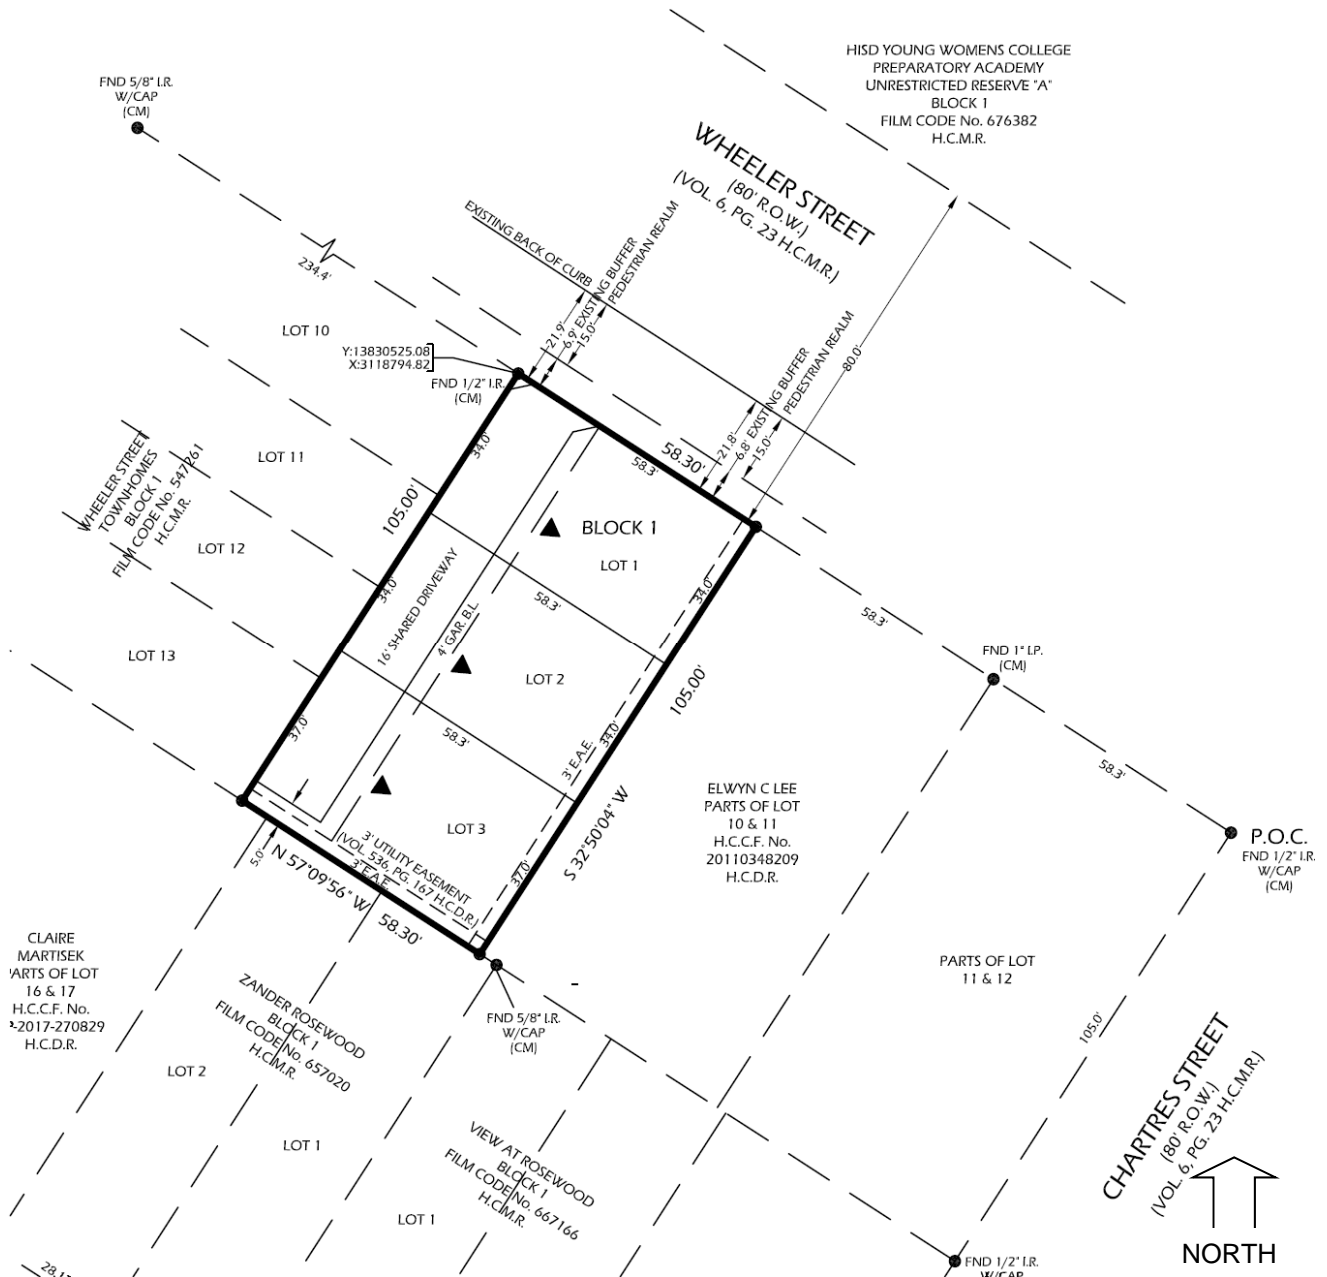 HISD YOUNG WOMENS COLLEGE
PREPARATORY ACADEMY
UNRESTRICTED RESERVE "A"
BLOCK 1
FILM CODE No. 676382
H.C.M.R.
FND 5/8" I.R.
W/CAP
(CM)
WHEELER STREET
(80' R.O.W.)
(VOL. 6, PG. 23 H.C.M.R.)
EXISTING BACK OF CURB
21.9'
6.9' EXISTING BUFFER
15.0' PEDESTRIAN REALM
234.4'
80.0'
LOT 10
Y:13830525.08
X:3118794.82
FND 1/2" I.R.
(CM)
21.8'
6.8' EXISTING BUFFER
15.0' PEDESTRIAN REALM
58.30'
58.3'
34.0'
105.00'
LOT 11
WHEELER STREET
TOWNHOMES
BLOCK 1
FILM CODE No. 547261
H.C.M.R.
LOT 12
LOT 13
BLOCK 1
LOT 1
34.0'
34.0'
58.3'
16' SHARED DRIVEWAY
4' GAR. B.L.
58.3'
FND 1" I.P.
(CM)
LOT 2
105.00'
37.0'
58.3'
34.0'
3' E.A.E.
58.3'
LOT 3
37.0'
S 32°50'04" W
ELWYN C LEE
PARTS OF LOT
10 & 11
H.C.C.F. No.
20110348209
H.C.D.R.
P.O.C.
FND 1/2" I.R.
W/CAP
(CM)
5.0'
3' UTILITY EASEMENT
(VOL. 536, PG. 167 H.C.D.R.)
3' E.A.E.
N 57°09'56" W
58.30'
CLAIRE
MARTISEK
PARTS OF LOT
16 & 17
H.C.C.F. No.
P-2017-270829
H.C.D.R.
ZANDER ROSEWOOD
BLOCK 1
FILM CODE No. 657020
H.C.M.R.
FND 5/8" I.R.
W/CAP
(CM)
PARTS OF LOT
11 & 12
105.0'
CHARTRES STREET
(80' R.O.W.)
(VOL. 6, PG. 23 H.C.M.R.)
LOT 2
LOT 1
VIEW AT ROSEWOOD
BLOCK 1
FILM CODE No. 667166
H.C.M.R.
LOT 1
NORTH
FND 1/2" I.R.
W/CAP